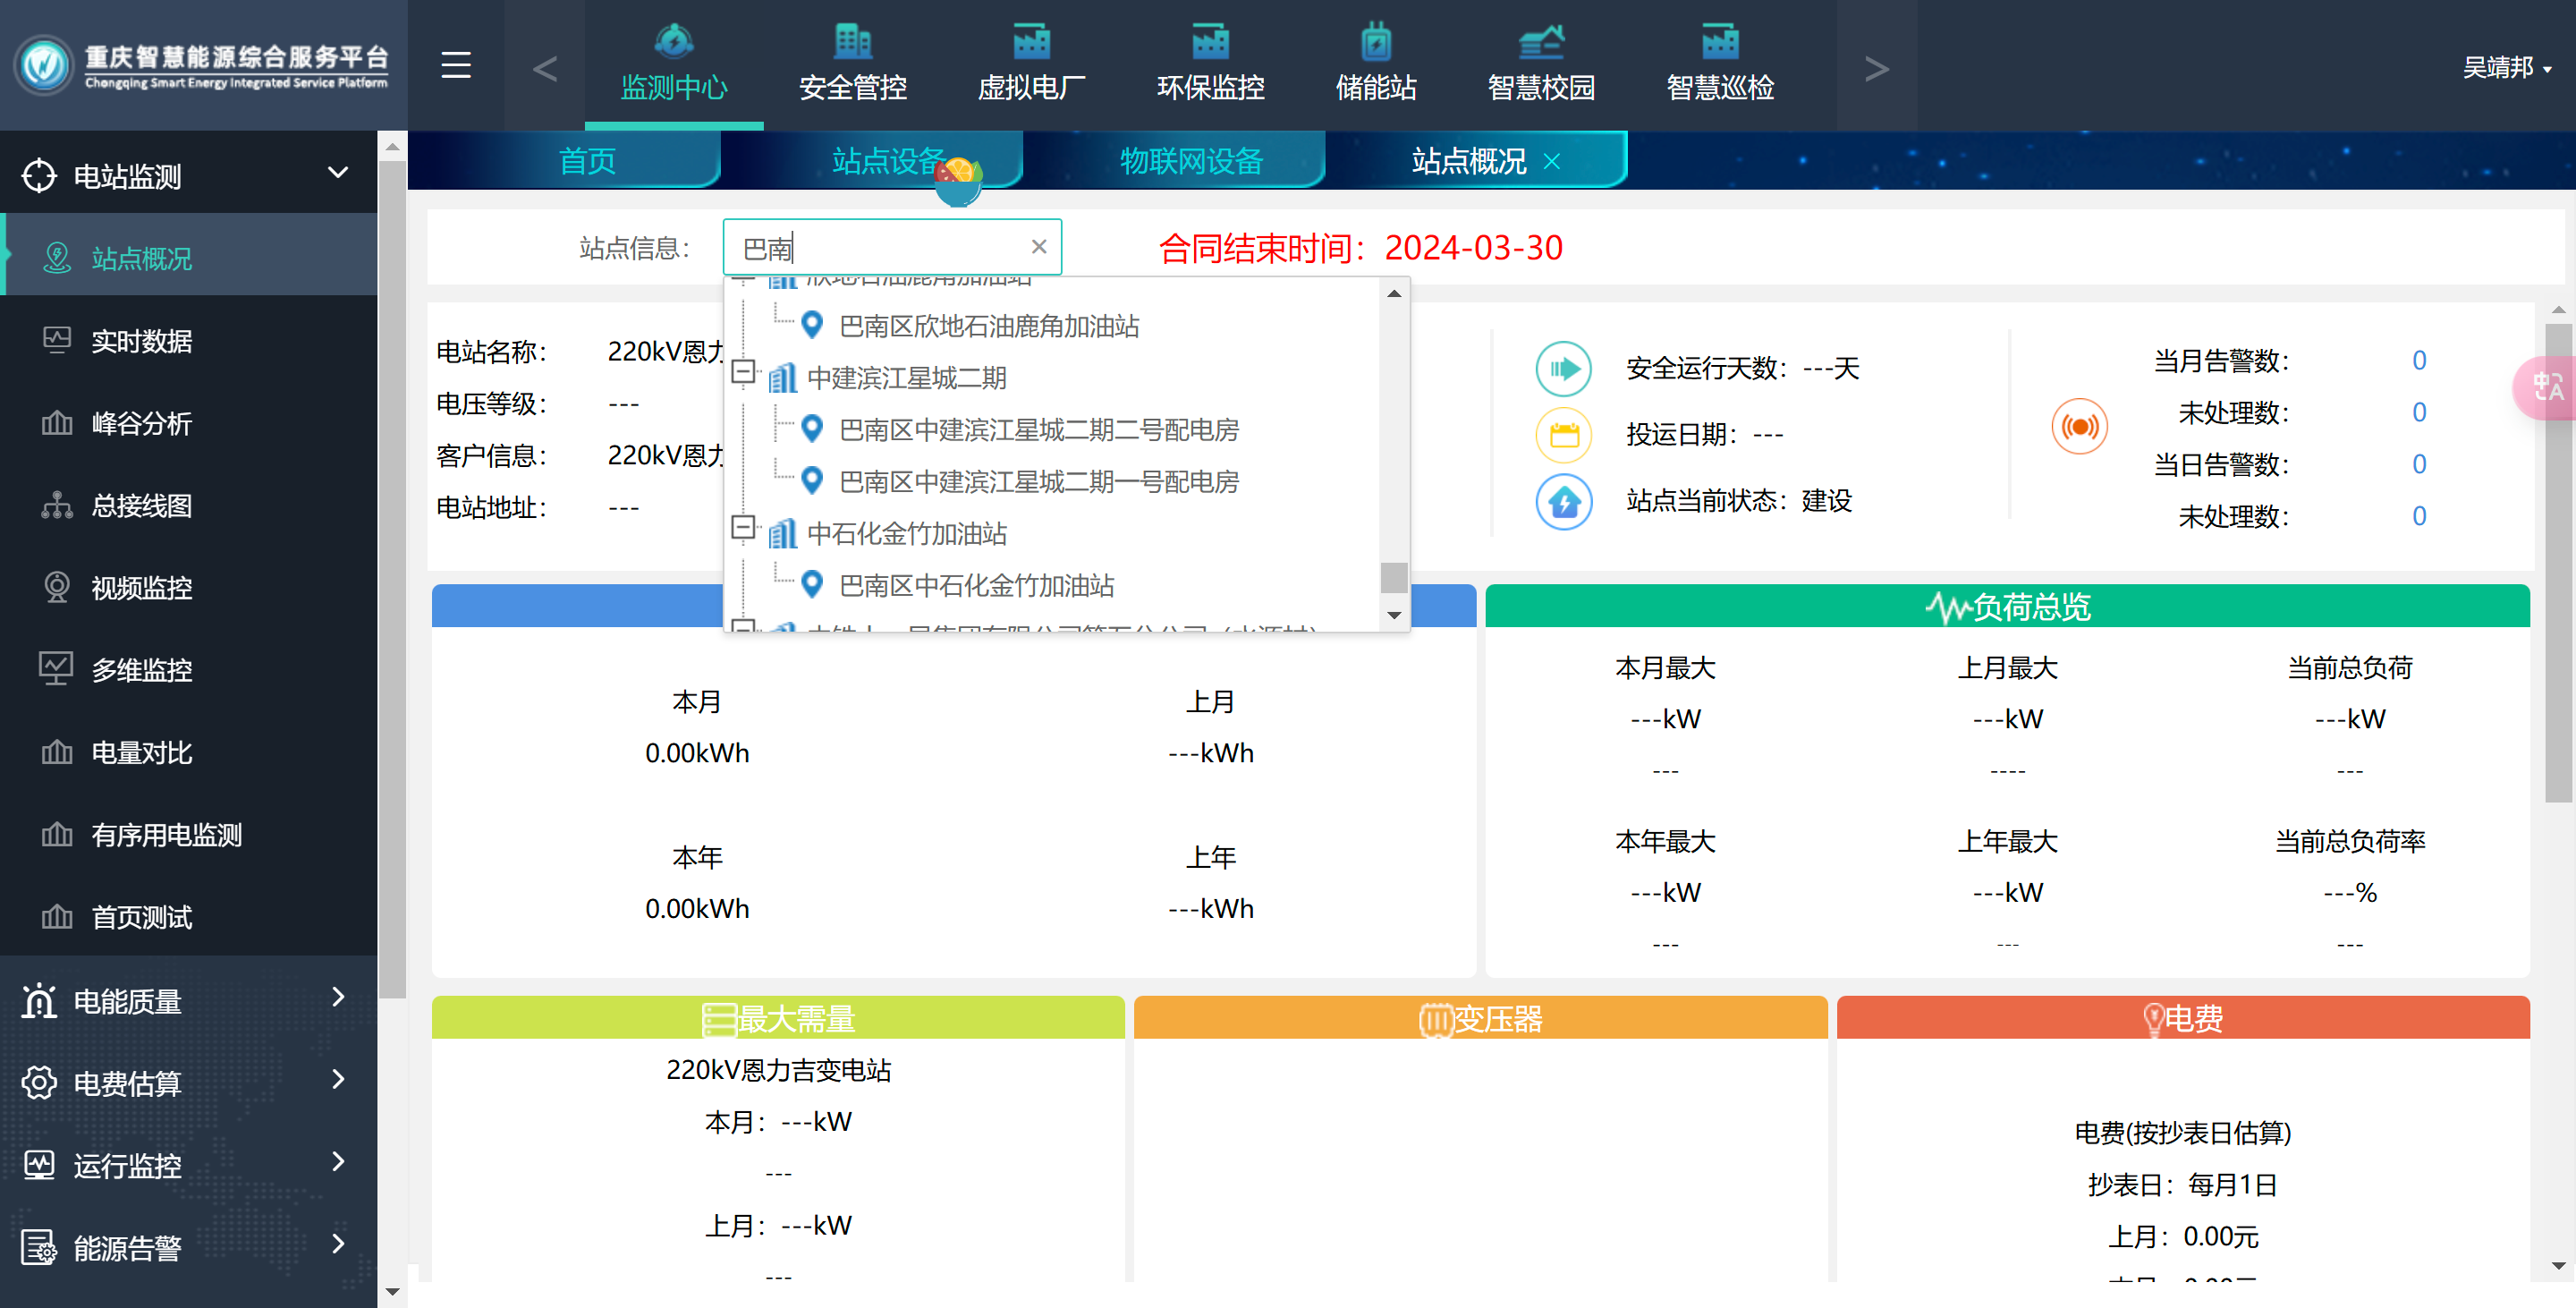 重庆智慧能源综合服务平台
Chongqing Smart Energy Integrated Service Platform
监测中心
安全管控
虚拟电厂
环保监控
储能站
智慧校园
智慧巡检
吴靖邦
电站监测
站点概况
实时数据
峰谷分析
总接线图
视频监控
多维监控
电量对比
有序用电监测
首页测试
电能质量
电费估算
运行监控
能源告警
首页
站点设备
物联网设备
站点概况
站点信息：
巴南
合同结束时间：2024-03-30
欣地石油鹿角加油站
巴南区欣地石油鹿角加油站
中建滨江星城二期
巴南区中建滨江星城二期二号配电房
巴南区中建滨江星城二期一号配电房
中石化金竹加油站
巴南区中石化金竹加油站
电站名称： 220kV恩力
电压等级： ---
客户信息： 220kV恩力
电站地址： ---
安全运行天数：---天
投运日期：---
站点当前状态：建设
当月告警数： 0
未处理数： 0
当日告警数： 0
未处理数： 0
本月
0.00kWh
上月
---kWh
本年
0.00kWh
上年
---kWh
负荷总览
本月最大
---kW
---
上月最大
---kW
----
当前总负荷
---kW
---
本年最大
---kW
---
上年最大
---kW
---
当前总负荷率
---%
---
最大需量
220kV恩力吉变电站
本月：---kW
---
上月：---kW
---
变压器
电费
电费(按抄表日估算)
抄表日：每月1日
上月：0.00元
中A